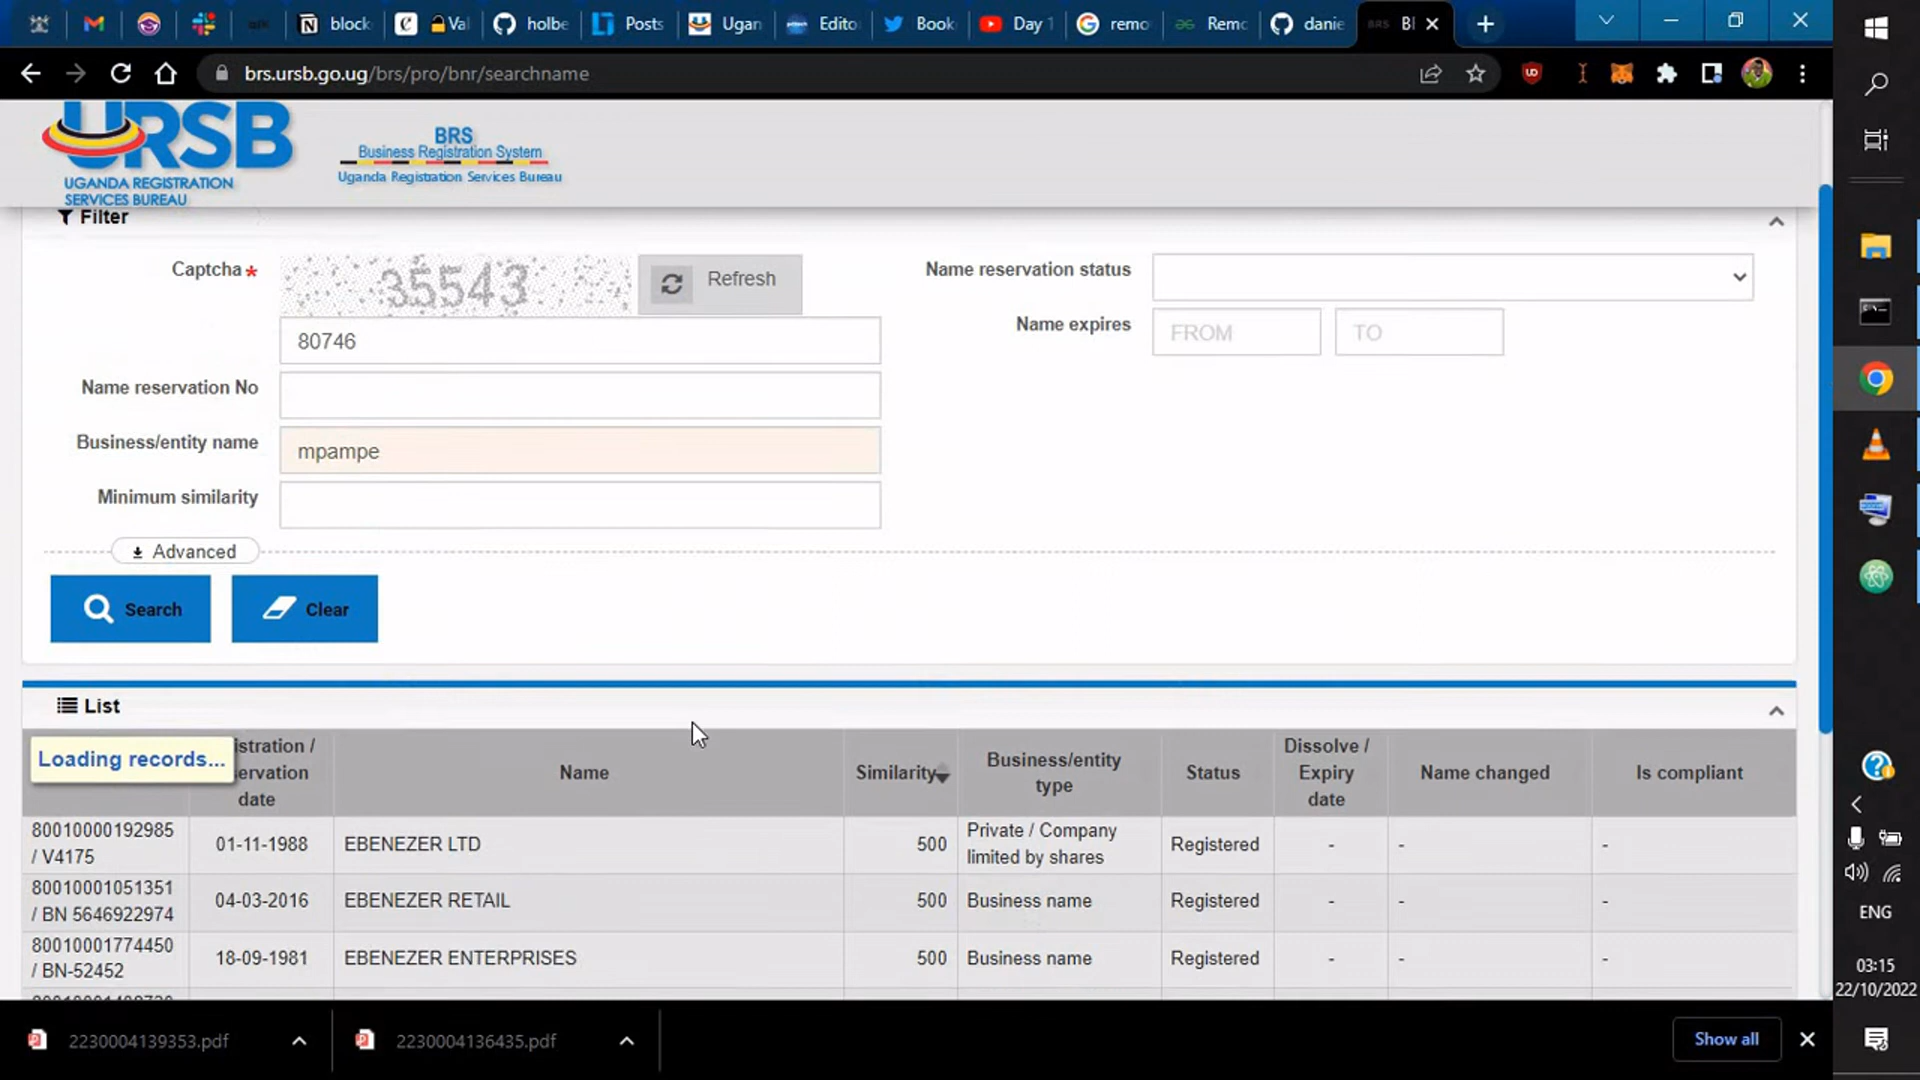 block
Val
holbe
Posts
Ugan
Edito
Book
Day 1
remo
Remo
danie
BRS
Bl
brs.ursb.go.ug/brs/pro/bnr/searchname
URSB
UGANDA REGISTRATION
SERVICES BUREAU
BRS
Business Registration System
Uganda Registration Services Bureau
Filter
Captcha*
35543
Refresh
80746
Name reservation No
Business/entity name
mpampe
Minimum similarity
Name reservation status
Name expires
FROM
TO
Advanced
Search
Clear
List
Loading records...
istration /
ervation
date
Name
Similarity
Business/entity
type
Status
Dissolve /
Expiry
date
Name changed
Is compliant
80010000192985
/ V4175
01-11-1988
EBENEZER LTD
500
Private / Company
limited by shares
Registered
-
-
-
80010001051351
/ BN 5646922974
04-03-2016
EBENEZER RETAIL
500
Business name
Registered
-
-
-
80010001774450
/ BN-52452
18-09-1981
EBENEZER ENTERPRISES
500
Business name
Registered
-
-
-
2230004139353.pdf
2230004136435.pdf
Show all
ENG
03:15
22/10/2022